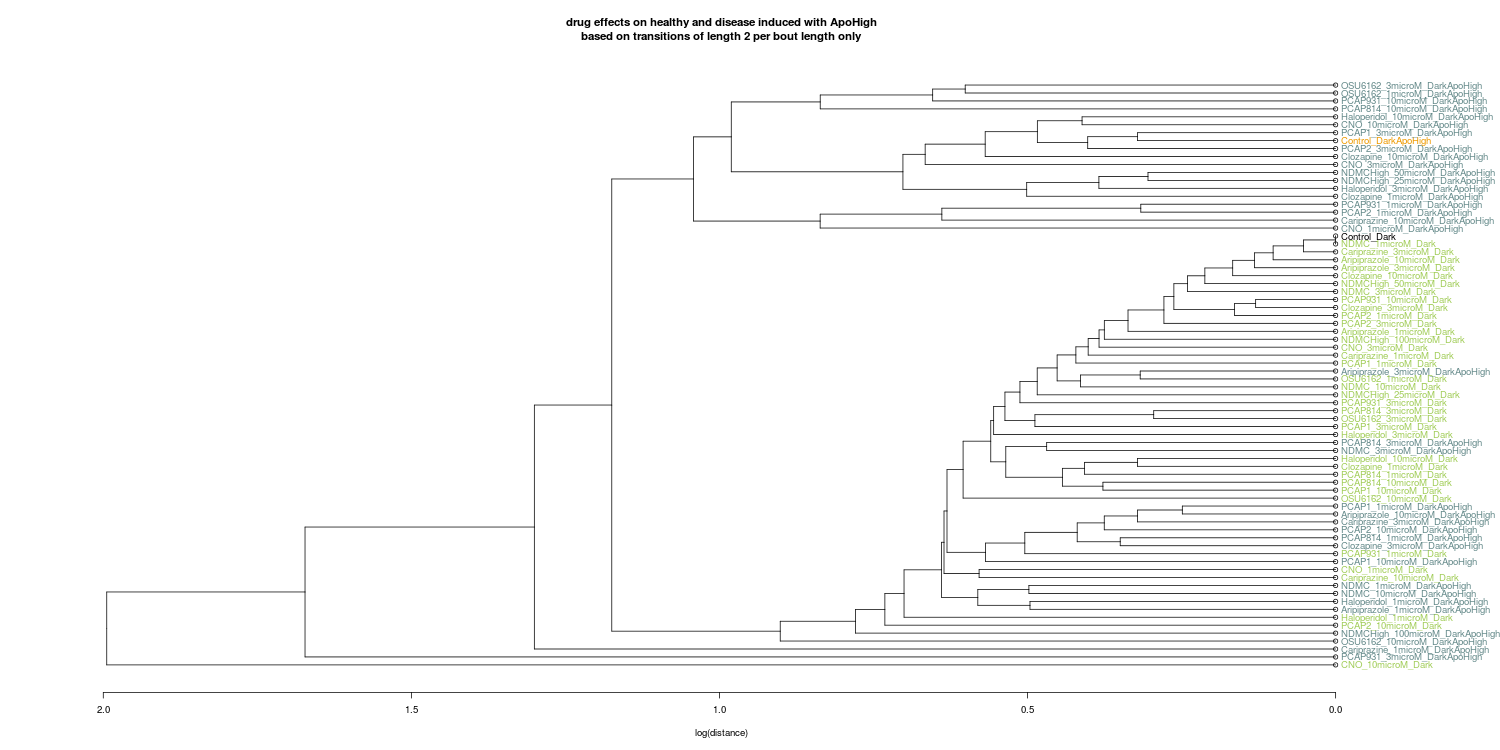 drug effects on healthy and disease induced with ApoHigh
based on transitions of length 2 per bout length only
OSU6162_3microM_DarkApoHigh
OSU6162_1microM_DarkApoHigh
PCAP931_10microM_DarkApoHigh
PCAP814_10microM_DarkApoHigh
Haloperidol_10microM_DarkApoHigh
CNO_10microM_DarkApoHigh
PCAP1_3microM_DarkApoHigh
Control_DarkApoHigh
PCAP2_3microM_DarkApoHigh
Clozapine_10microM_DarkApoHigh
CNO_3microM_DarkApoHigh
NDMCHigh_50microM_DarkApoHigh
NDMCHigh_25microM_DarkApoHigh
Haloperidol_3microM_DarkApoHigh
Clozapine_1microM_DarkApoHigh
PCAP931_1microM_DarkApoHigh
PCAP2_1microM_DarkApoHigh
Cariprazine_10microM_DarkApoHigh
CNO_1microM_DarkApoHigh
Control_Dark
NDMC_1microM_Dark
Cariprazine_3microM_Dark
Aripiprazole_10microM_Dark
Aripiprazole_3microM_Dark
Clozapine_10microM_Dark
NDMCHigh_50microM_Dark
NDMC_3microM_Dark
PCAP931_10microM_Dark
Clozapine_3microM_Dark
PCAP2_1microM_Dark
PCAP2_3microM_Dark
Aripiprazole_1microM_Dark
NDMCHigh_100microM_Dark
CNO_3microM_Dark
Cariprazine_1microM_Dark
PCAP1_1microM_Dark
Aripiprazole_3microM_DarkApoHigh
OSU6162_1microM_Dark
NDMC_10microM_Dark
NDMCHigh_25microM_Dark
PCAP931_3microM_Dark
PCAP814_3microM_Dark
OSU6162_3microM_Dark
PCAP1_3microM_Dark
Haloperidol_3microM_Dark
PCAP814_3microM_DarkApoHigh
NDMC_3microM_DarkApoHigh
Haloperidol_10microM_Dark
Clozapine_1microM_Dark
PCAP814_1microM_Dark
PCAP814_10microM_Dark
PCAP1_10microM_Dark
OSU6162_10microM_Dark
PCAP1_1microM_DarkApoHigh
Aripiprazole_10microM_DarkApoHigh
Cariprazine_3microM_DarkApoHigh
PCAP2_10microM_DarkApoHigh
PCAP814_1microM_DarkApoHigh
Clozapine_3microM_DarkApoHigh
PCAP931_1microM_Dark
PCAP1_10microM_DarkApoHigh
CNO_1microM_Dark
Cariprazine_10microM_Dark
NDMC_1microM_DarkApoHigh
NDMC_10microM_DarkApoHigh
Haloperidol_1microM_DarkApoHigh
Aripiprazole_1microM_DarkApoHigh
Haloperidol_1microM_Dark
PCAP2_10microM_Dark
NDMCHigh_100microM_DarkApoHigh
OSU6162_10microM_DarkApoHigh
Cariprazine_1microM_DarkApoHigh
PCAP931_3microM_DarkApoHigh
CNO_10microM_Dark
2.0 1.5 1.0 0.5 0.0
log(distance)